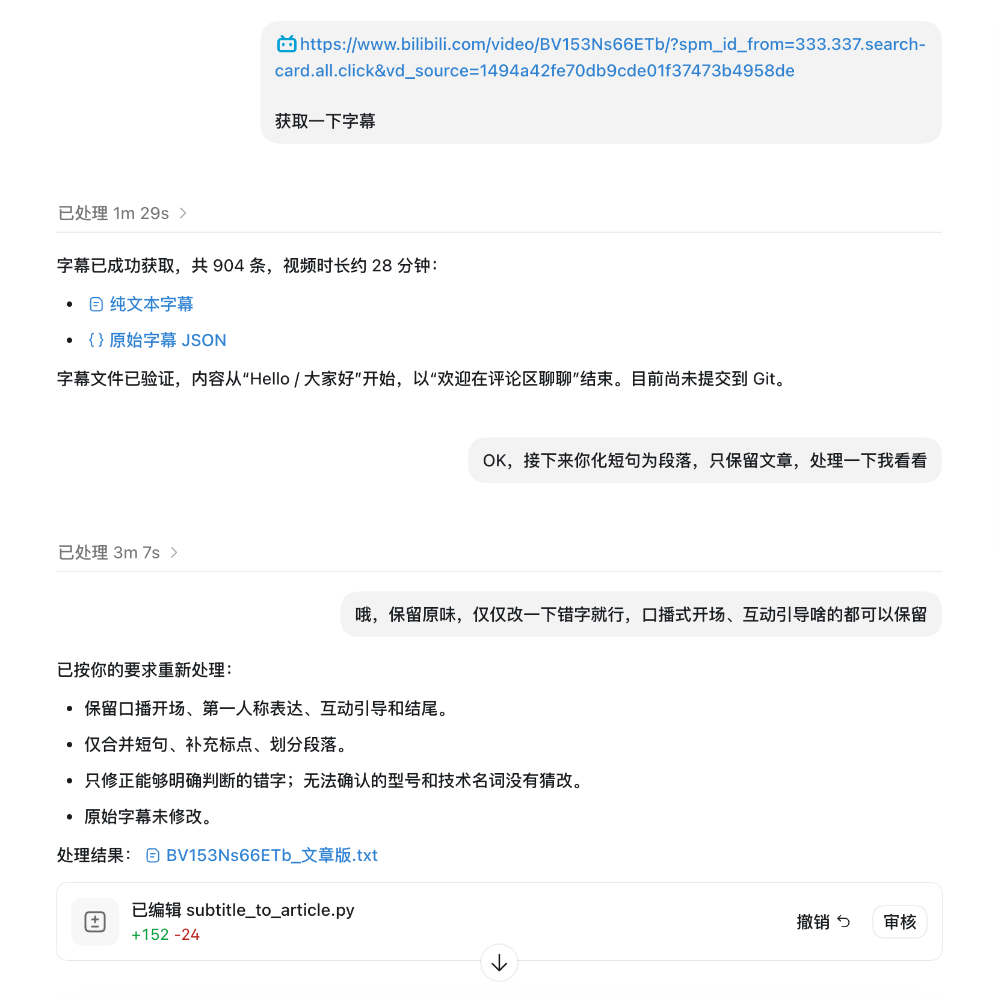 https://www.bilibili.com/video/BV153Ns66ETb/?spm_id_from=333.337.search-
card.all.click&vd_source=1494a42fe70db9cde01f37473b4958de
获取一下字幕
已处理 1m 29s
字幕已成功获取，共 904 条，视频时长约 28 分钟：
纯文本字幕
原始字幕 JSON
字幕文件已验证，内容从“Hello / 大家好”开始，以“欢迎在评论区聊聊”结束。目前尚未提交到 Git。
OK，接下来你化短句为段落，只保留文章，处理一下我看看
已处理 3m 7s
哦，保留原味，仅仅改一下错字就行，口播式开场、互动引导啥的都可以保留
已按你的要求重新处理：
保留口播开场、第一人称表达、互动引导和结尾。
仅合并短句、补充标点、划分段落。
只修正能够明确判断的错字；无法确认的型号和技术名词没有猜改。
原始字幕未修改。
处理结果： BV153Ns66ETb_文章版.txt
已编辑 subtitle_to_article.py
+152 -24
撤销
审核